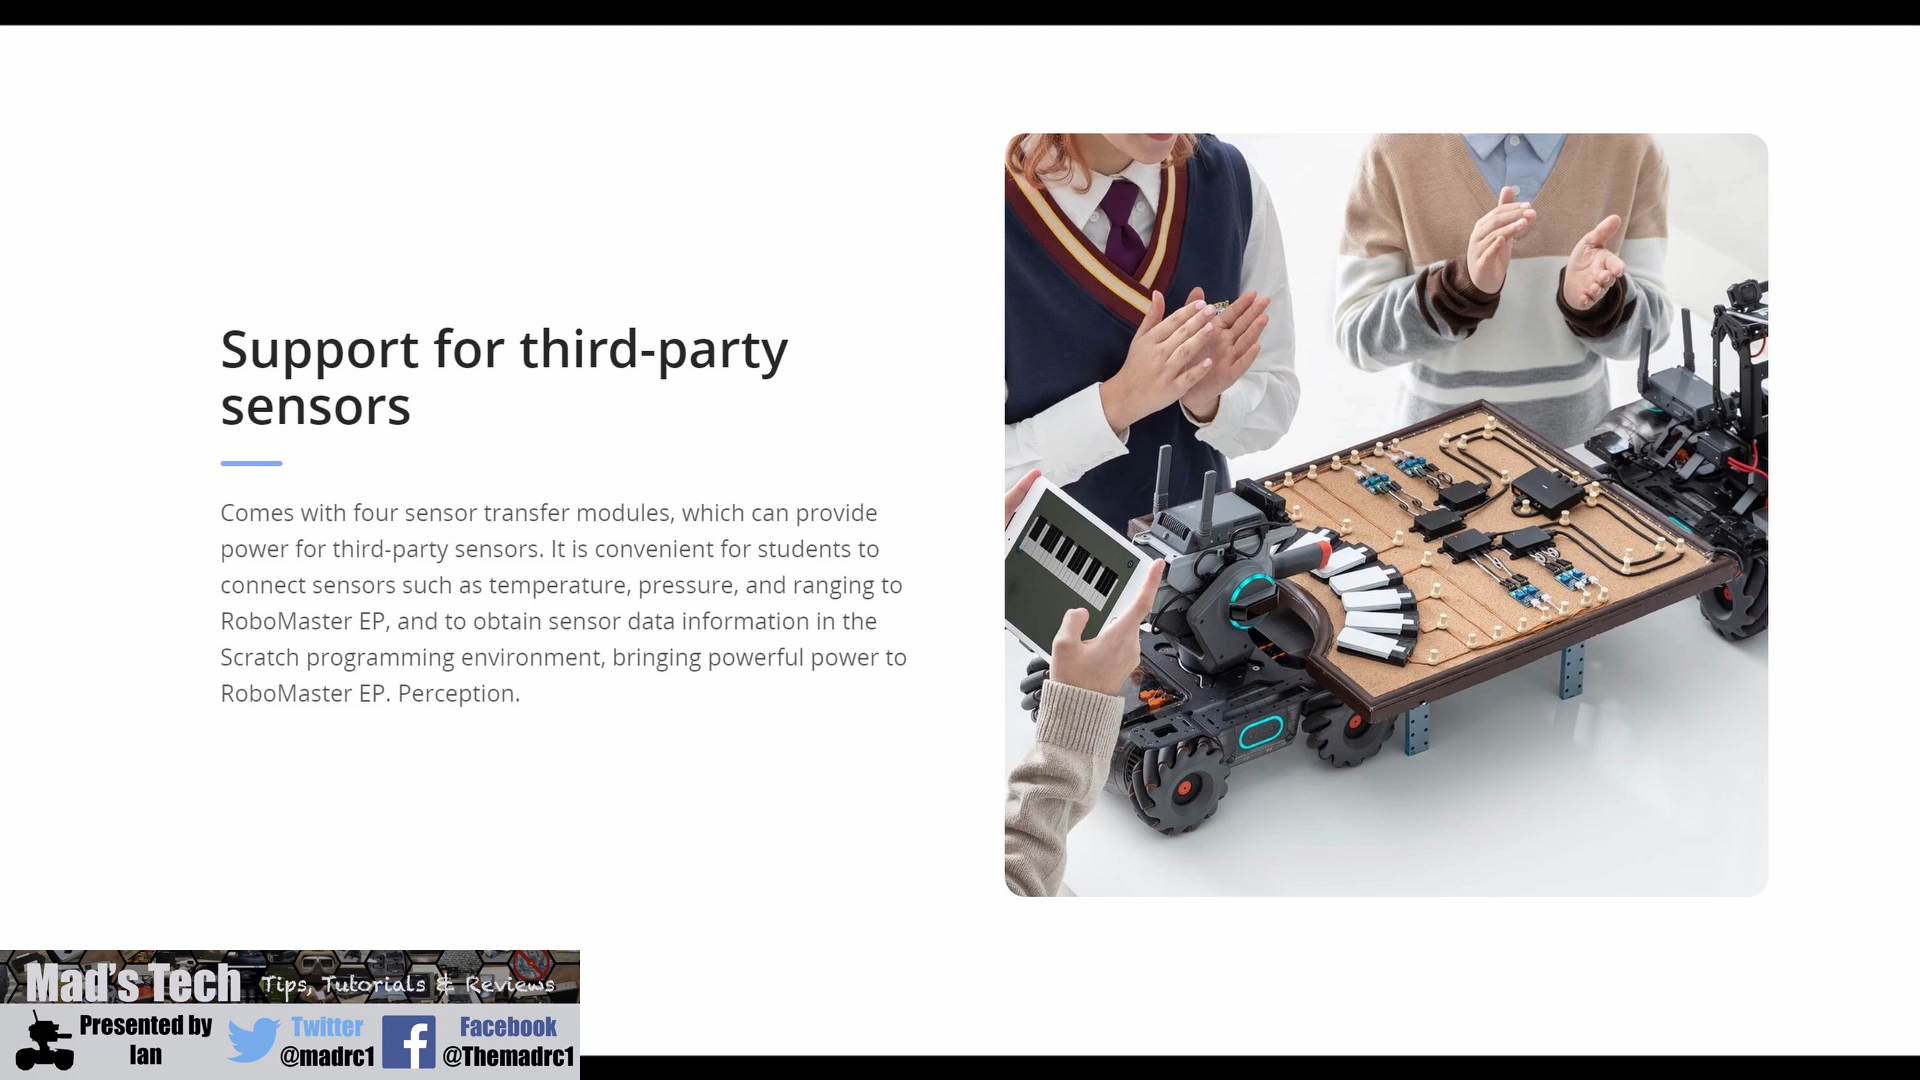 Support for third-party
sensors
Comes with four sensor transfer modules, which can provide
power for third-party sensors. It is convenient for students to
connect sensors such as temperature, pressure, and ranging to
RoboMaster EP, and to obtain sensor data information in the
Scratch programming environment, bringing powerful power to
RoboMaster EP. Perception.
Mad's Tech Tips, Tutorials & Reviews
Presented by
Ian
Twitter
@madrc1
Facebook
@Themadrc1